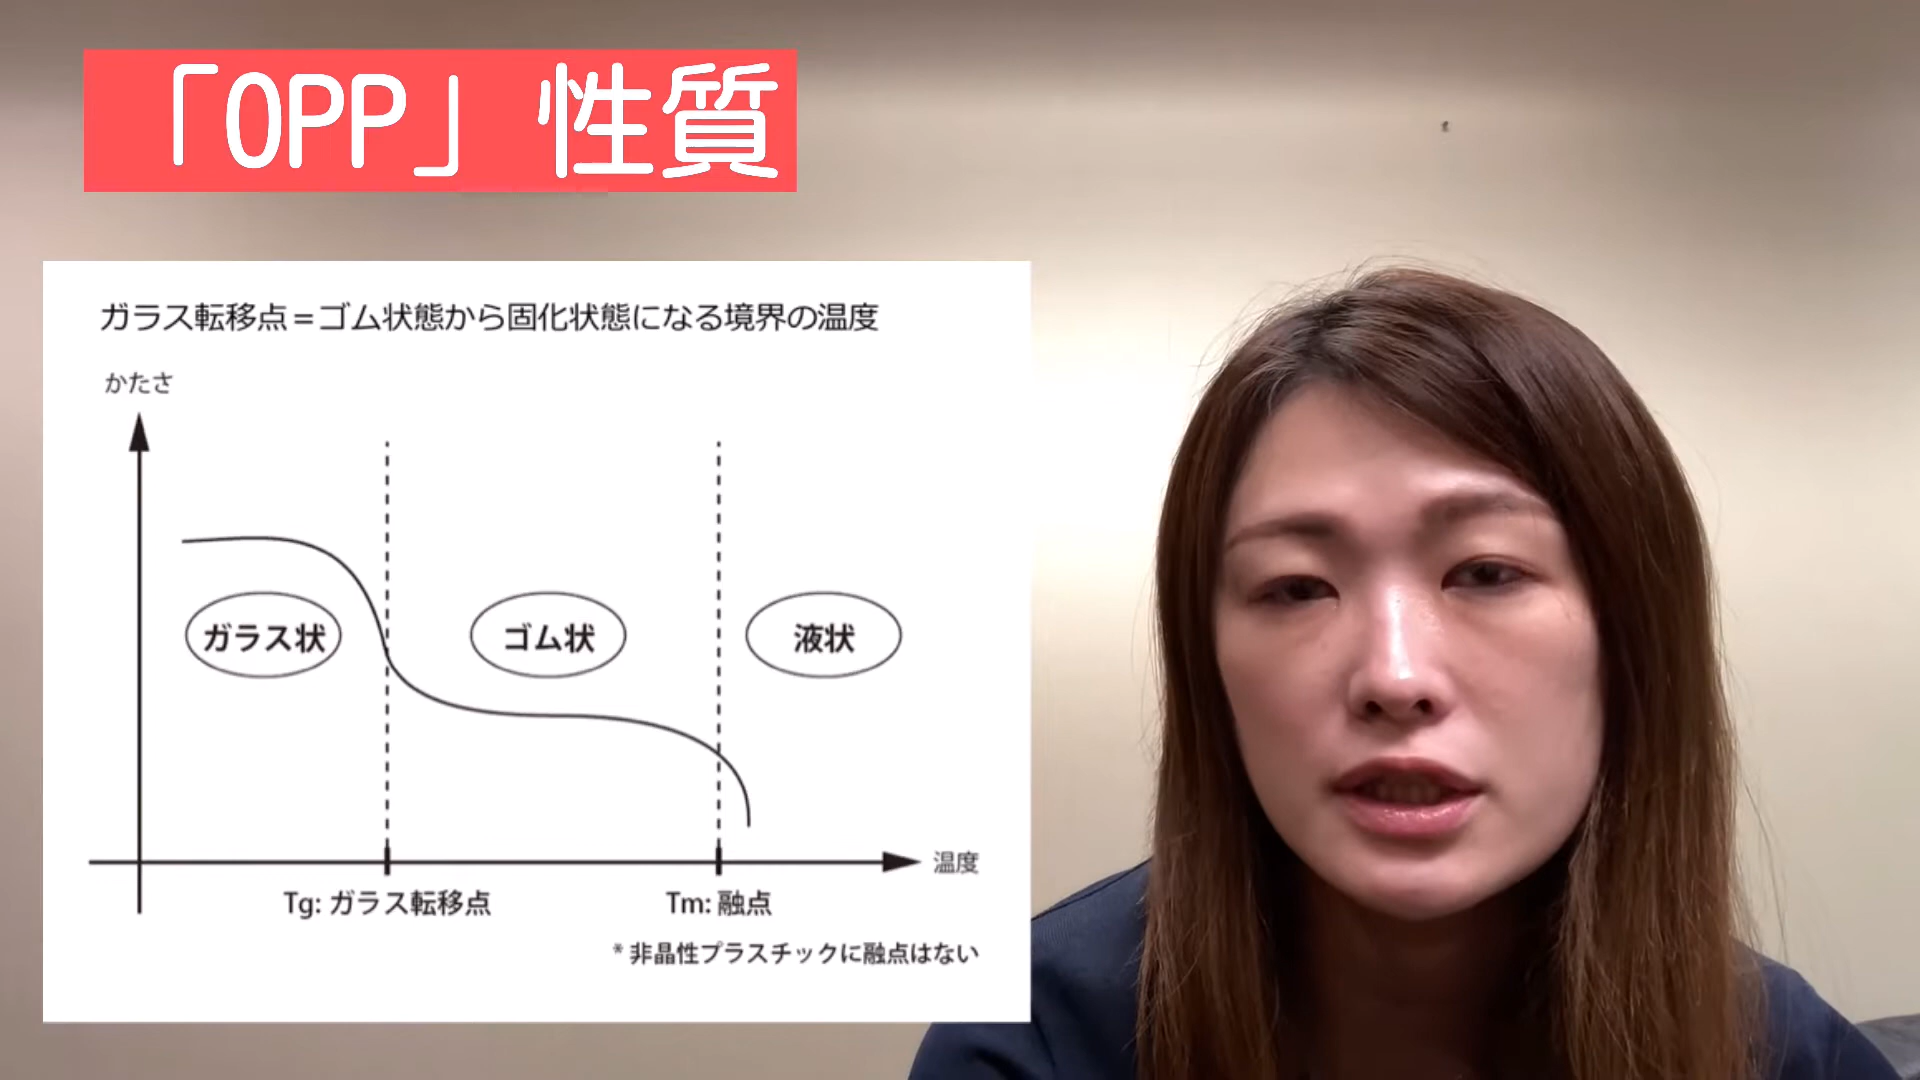 「OPP」性質
ガラス転移点＝ゴム状態から固化状態になる境界の温度
かたさ
ガラス状
ゴム状
液状
温度
Tg: ガラス転移点
Tm: 融点
* 非晶性プラスチックに融点はない